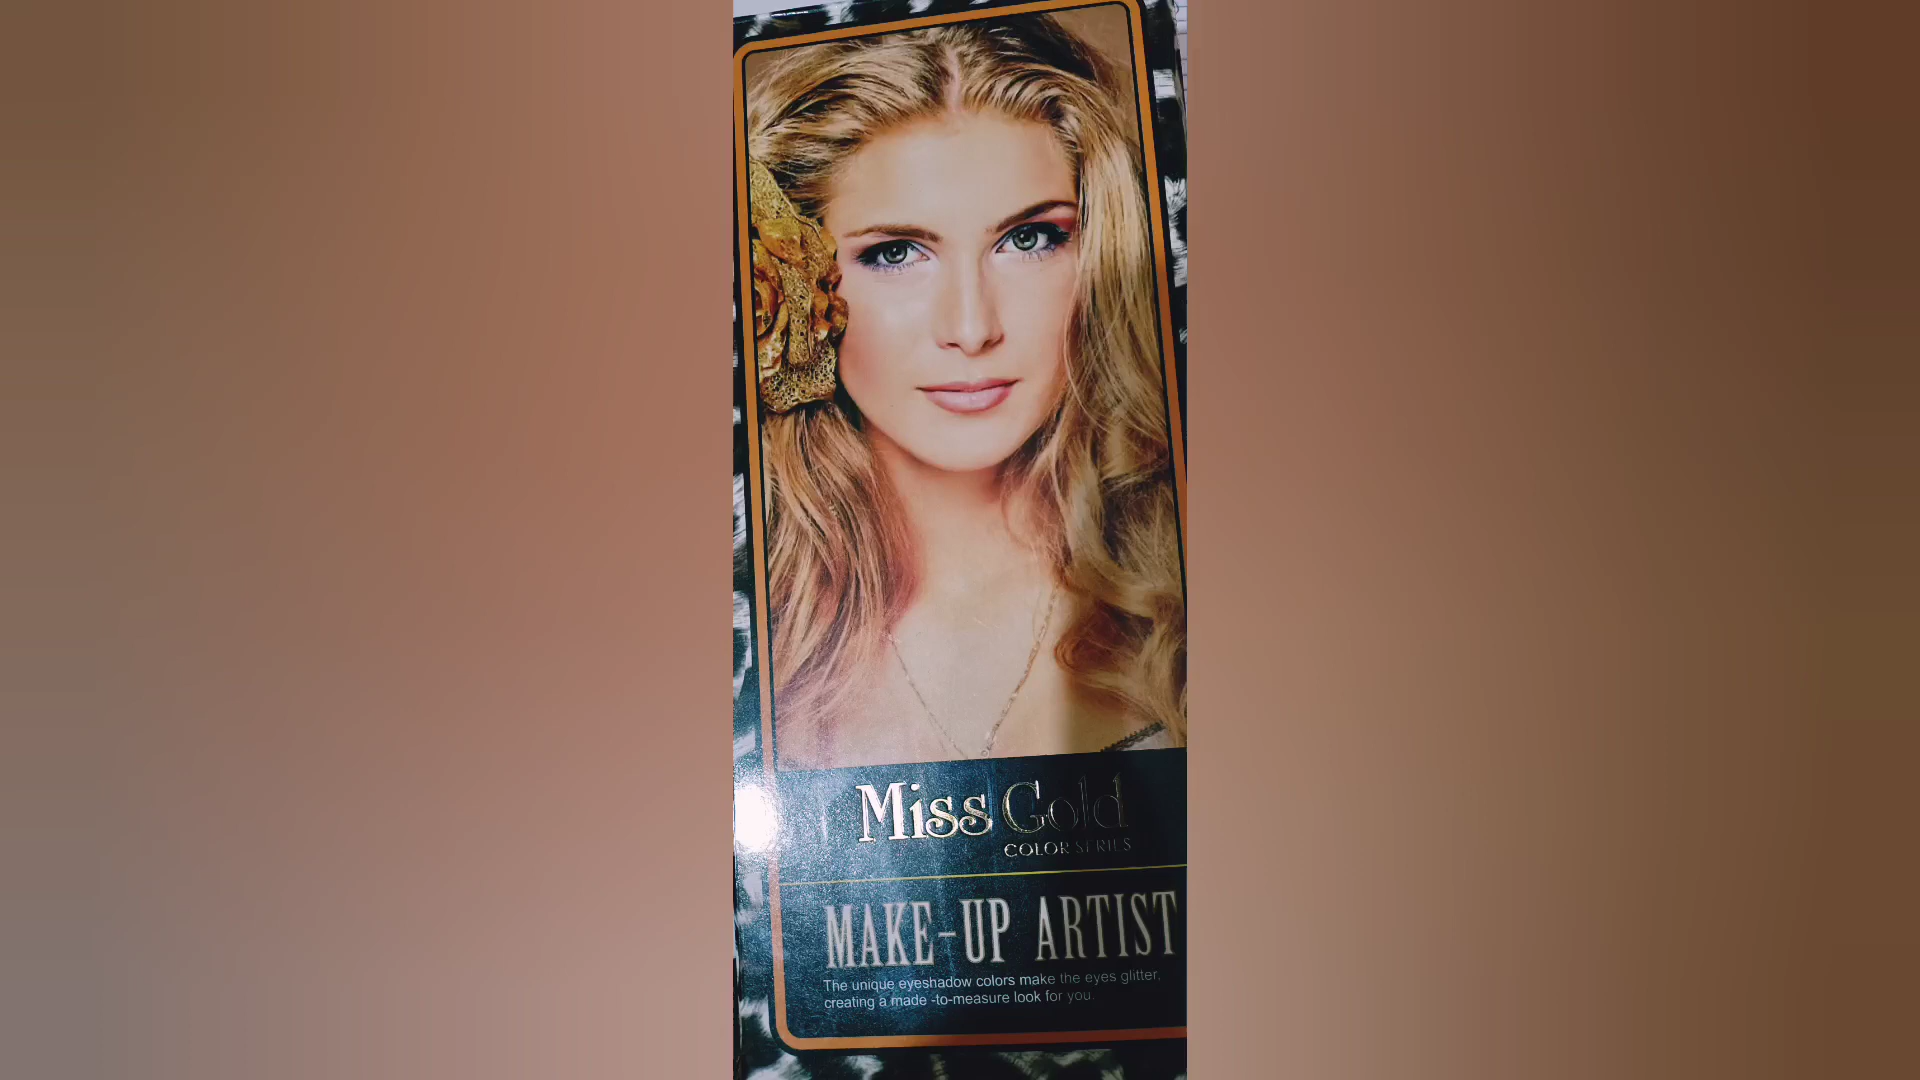 Miss Gold
COLOR SERIES
MAKE-UP ARTIST
The unique eyeshadow colors make the eyes glitter,
creating a made -to-measure look for you.